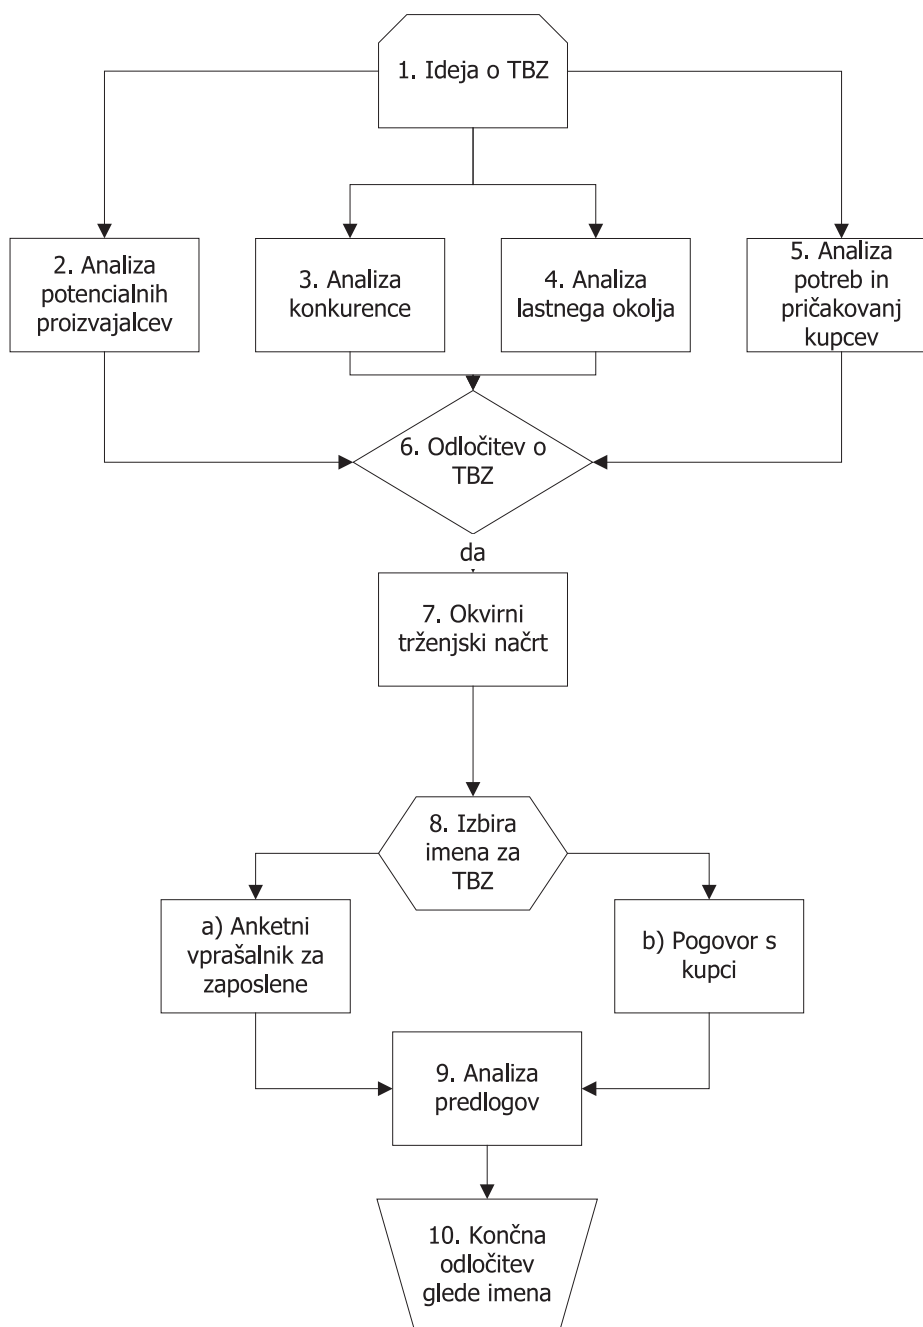 1. Ideja o TBZ
2. Analiza
potencialnih
proizvajalcev
3. Analiza
konkurence
4. Analiza
lastnega okolja
5. Analiza
potreb in
pričakovanj
kupcev
6. Odločitev o
TBZ
da
7. Okvirni
trženjski načrt
8. Izbira
imena za
TBZ
a) Anketni
vprašalnik za
zaposlene
b) Pogovor s
kupci
9. Analiza
predlogov
10. Končna
odločitev
glede imena